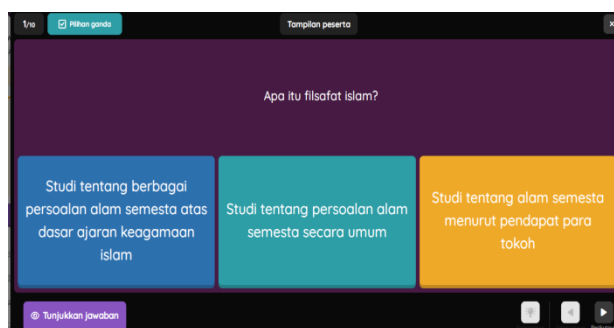 1/10
Pilihan ganda
Tampilan peserta
Apa itu filsafat islam?
Studi tentang berbagai
persoalan alam semesta atas
dasar ajaran keagamaan
islam
Studi tentang persoalan alam
semesta secara umum
Studi tentang alam semesta
menurut pendapat para
tokoh
Tunjukkan jawaban